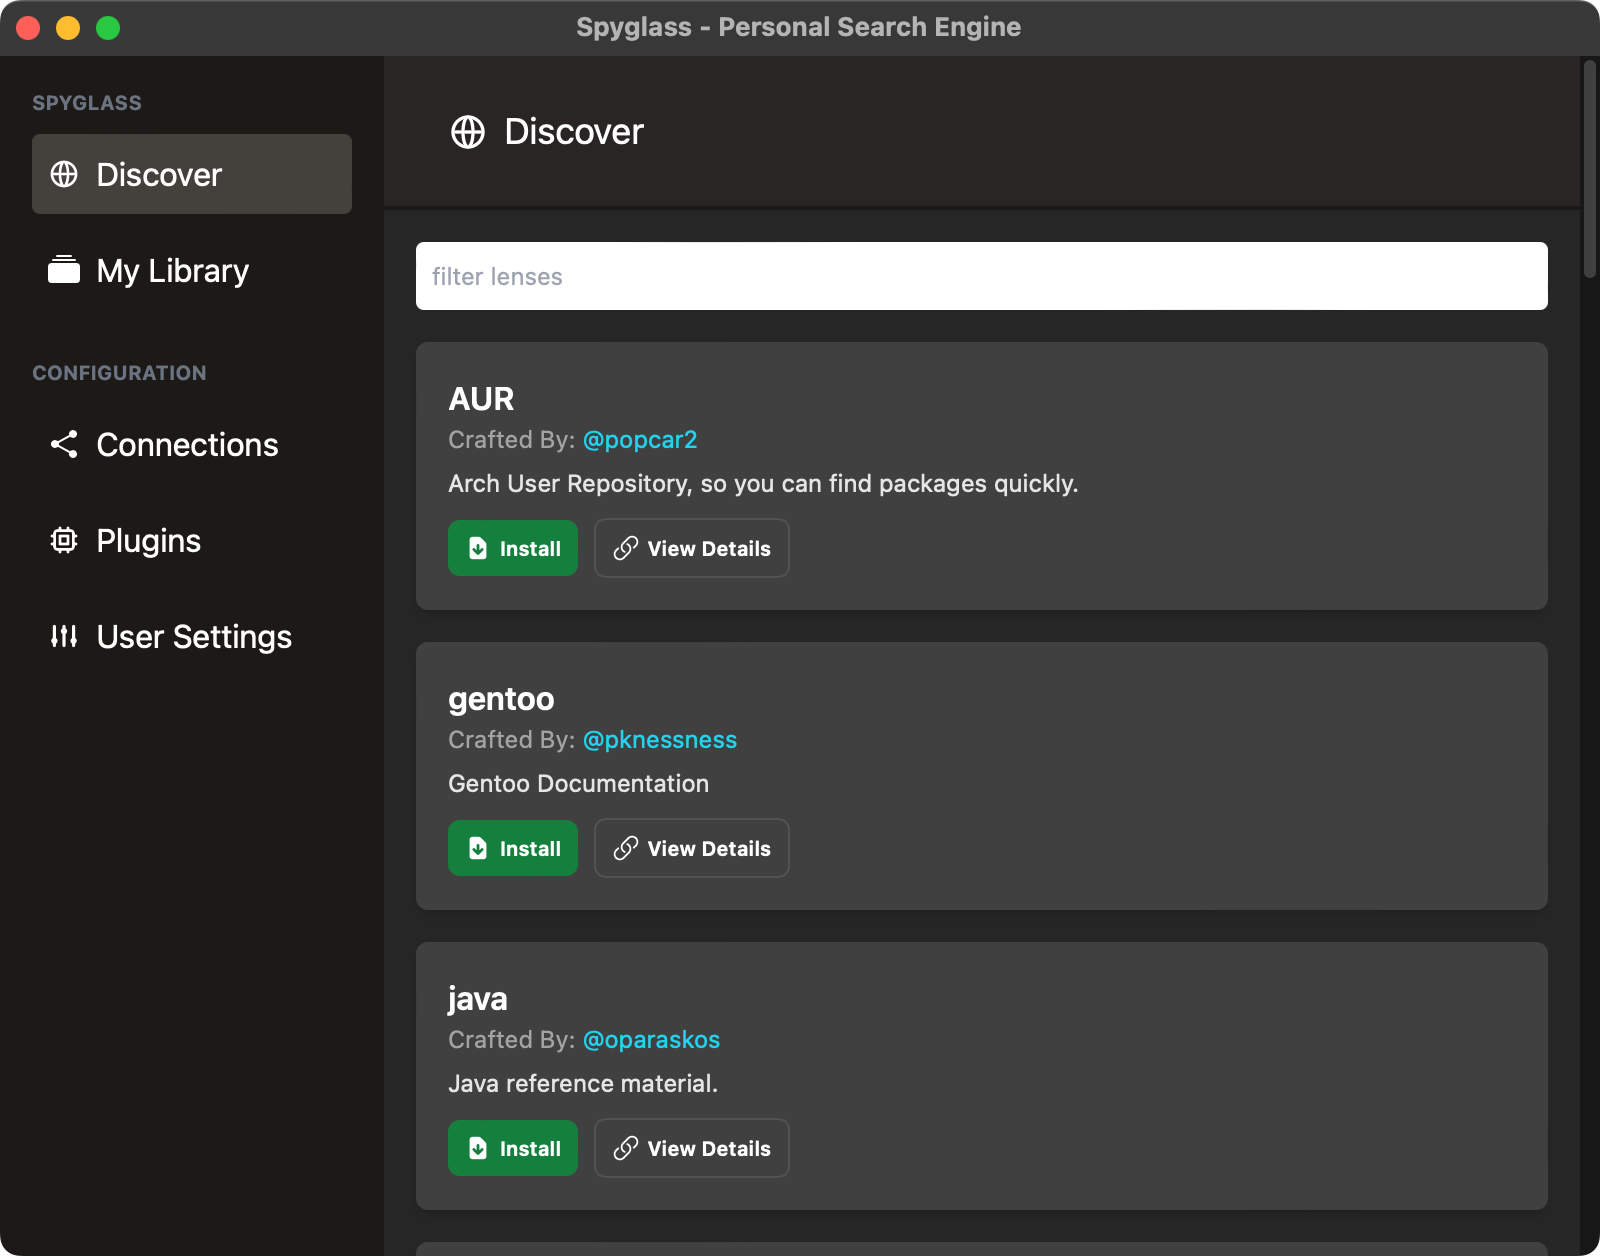 Spyglass - Personal Search Engine
SPYGLASS
Discover
My Library
CONFIGURATION
Connections
Plugins
User Settings
Discover
filter lenses
AUR
Crafted By: @popcar2
Arch User Repository, so you can find packages quickly.
Install
View Details
gentoo
Crafted By: @pknessness
Gentoo Documentation
Install
View Details
java
Crafted By: @oparaskos
Java reference material.
Install
View Details